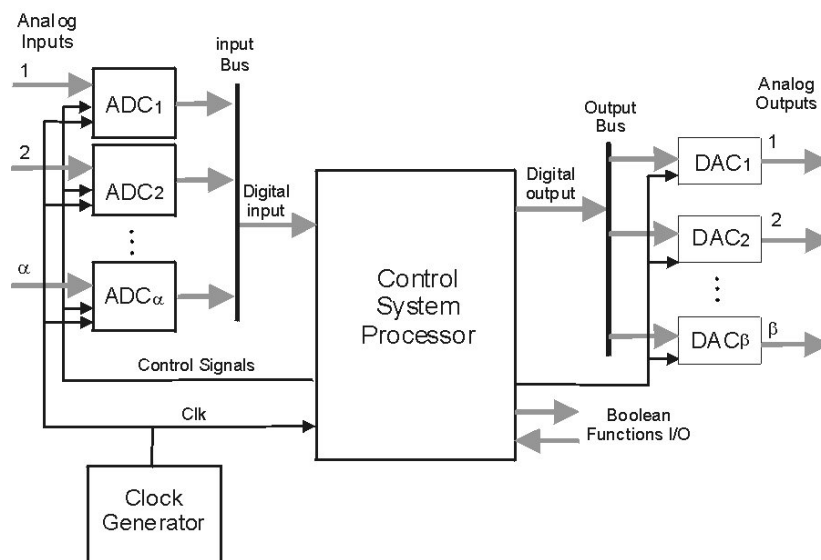 Analog
Inputs
1
ADC1
2
ADC2
...
α
ADCα
input
Bus
Digital
input
Control Signals
Clk
Clock
Generator
Control
System
Processor
Digital
output
Output
Bus
Boolean
Functions I/O
Analog
Outputs
DAC1
1
DAC2
2
...
DACβ
β